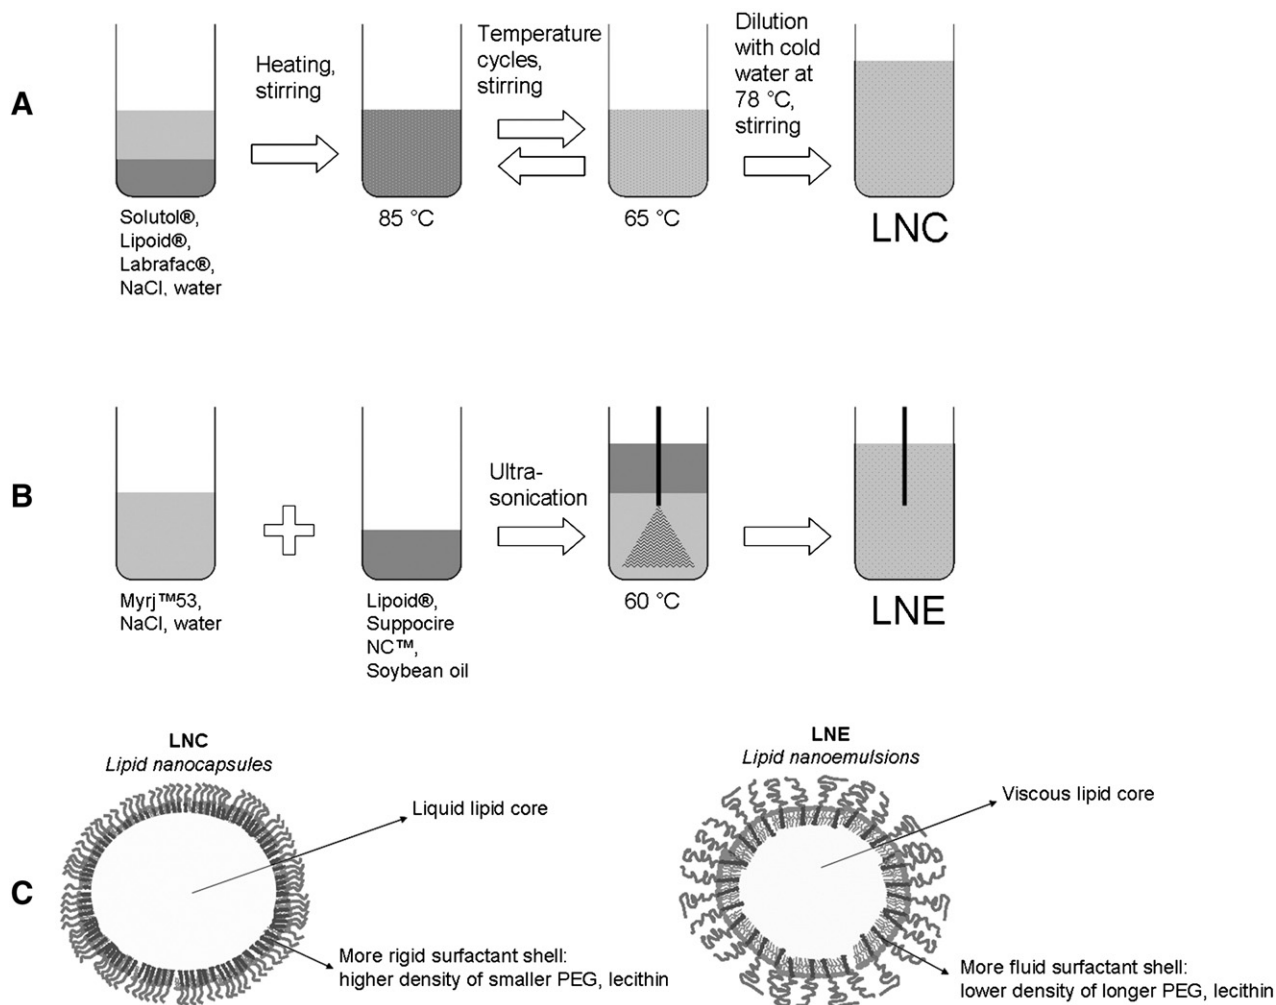 A
Heating,
stirring
Temperature
cycles,
stirring
Dilution
with cold
water at
78 °C,
stirring
Solutol®,
Lipoid®,
Labrafac®,
NaCl, water
85 °C
65 °C
LNC
B
Ultra-
sonication
Myrj™53,
NaCl, water
Lipoid®,
Suppocire
NC™,
Soybean oil
60 °C
LNE
C
LNC
Lipid nanocapsules
Liquid lipid core
More rigid surfactant shell:
higher density of smaller PEG, lecithin
LNE
Lipid nanoemulsions
Viscous lipid core
More fluid surfactant shell:
lower density of longer PEG, lecithin